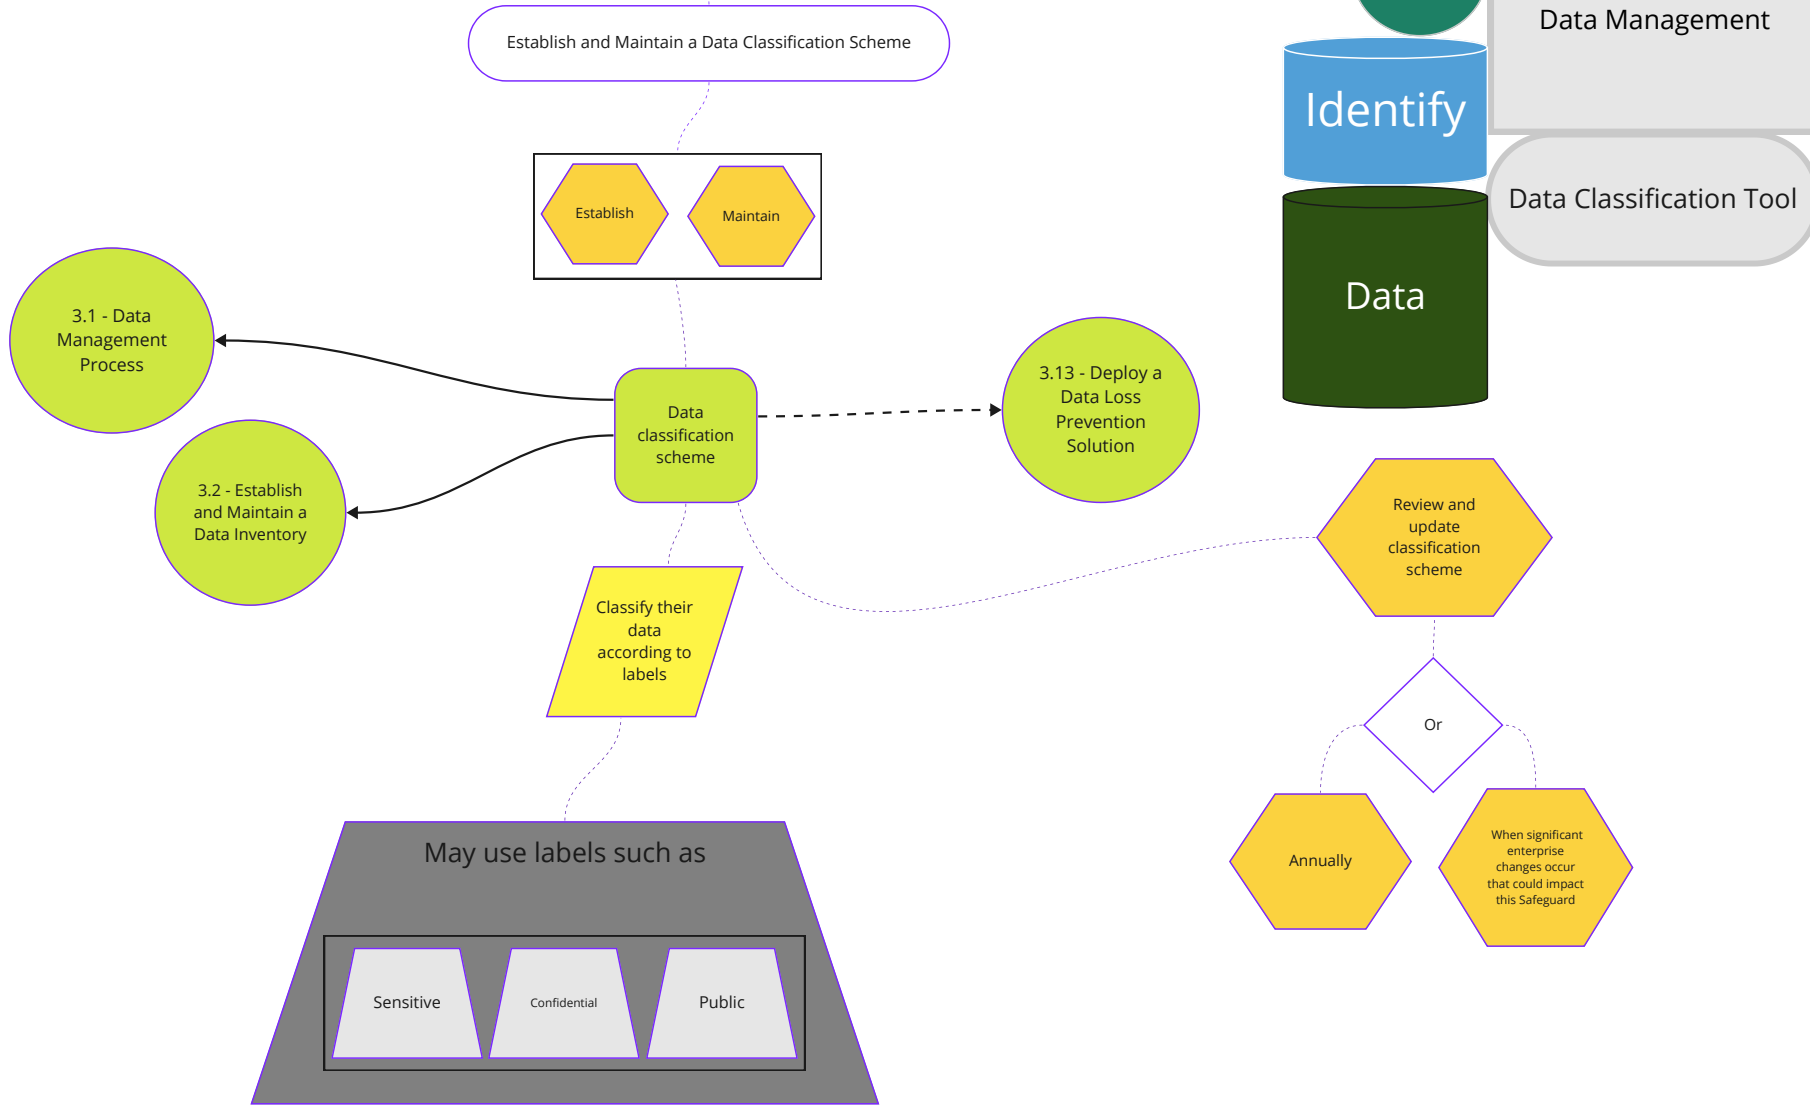 Establish and Maintain a Data Classification Scheme
Data Management
Identify
Data Classification Tool
Data
Establish
Maintain
3.1 - Data
Management
Process
3.2 - Establish
and Maintain a
Data Inventory
Data
classification
scheme
3.13 - Deploy a
Data Loss
Prevention
Solution
Review and
update
classification
scheme
Classify their
data
according to
labels
Or
Annually
When significant
enterprise
changes occur
that could impact
this Safeguard
May use labels such as
Sensitive
Confidential
Public